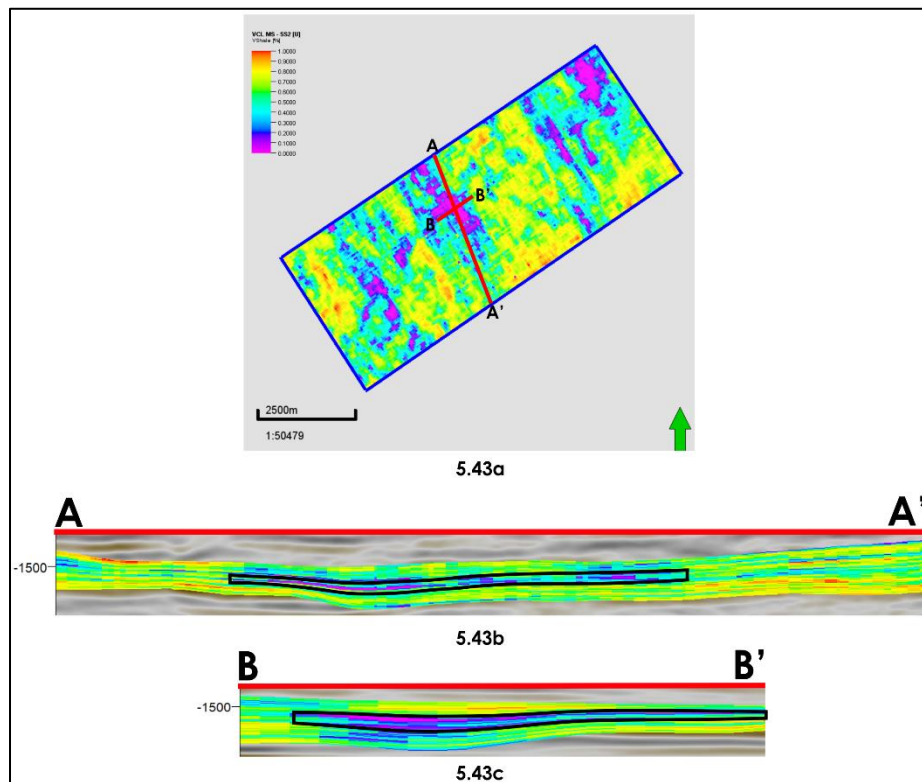 VCL MS - SS2 [U]
VShale [%]
1.0000
0.9000
0.8000
0.7000
0.6000
0.5000
0.4000
0.3000
0.2000
0.1000
0.0000
A
B'
B
A'
2500m
1:50479
5.43a
A
A'
-1500
5.43b
B
B'
-1500
5.43c